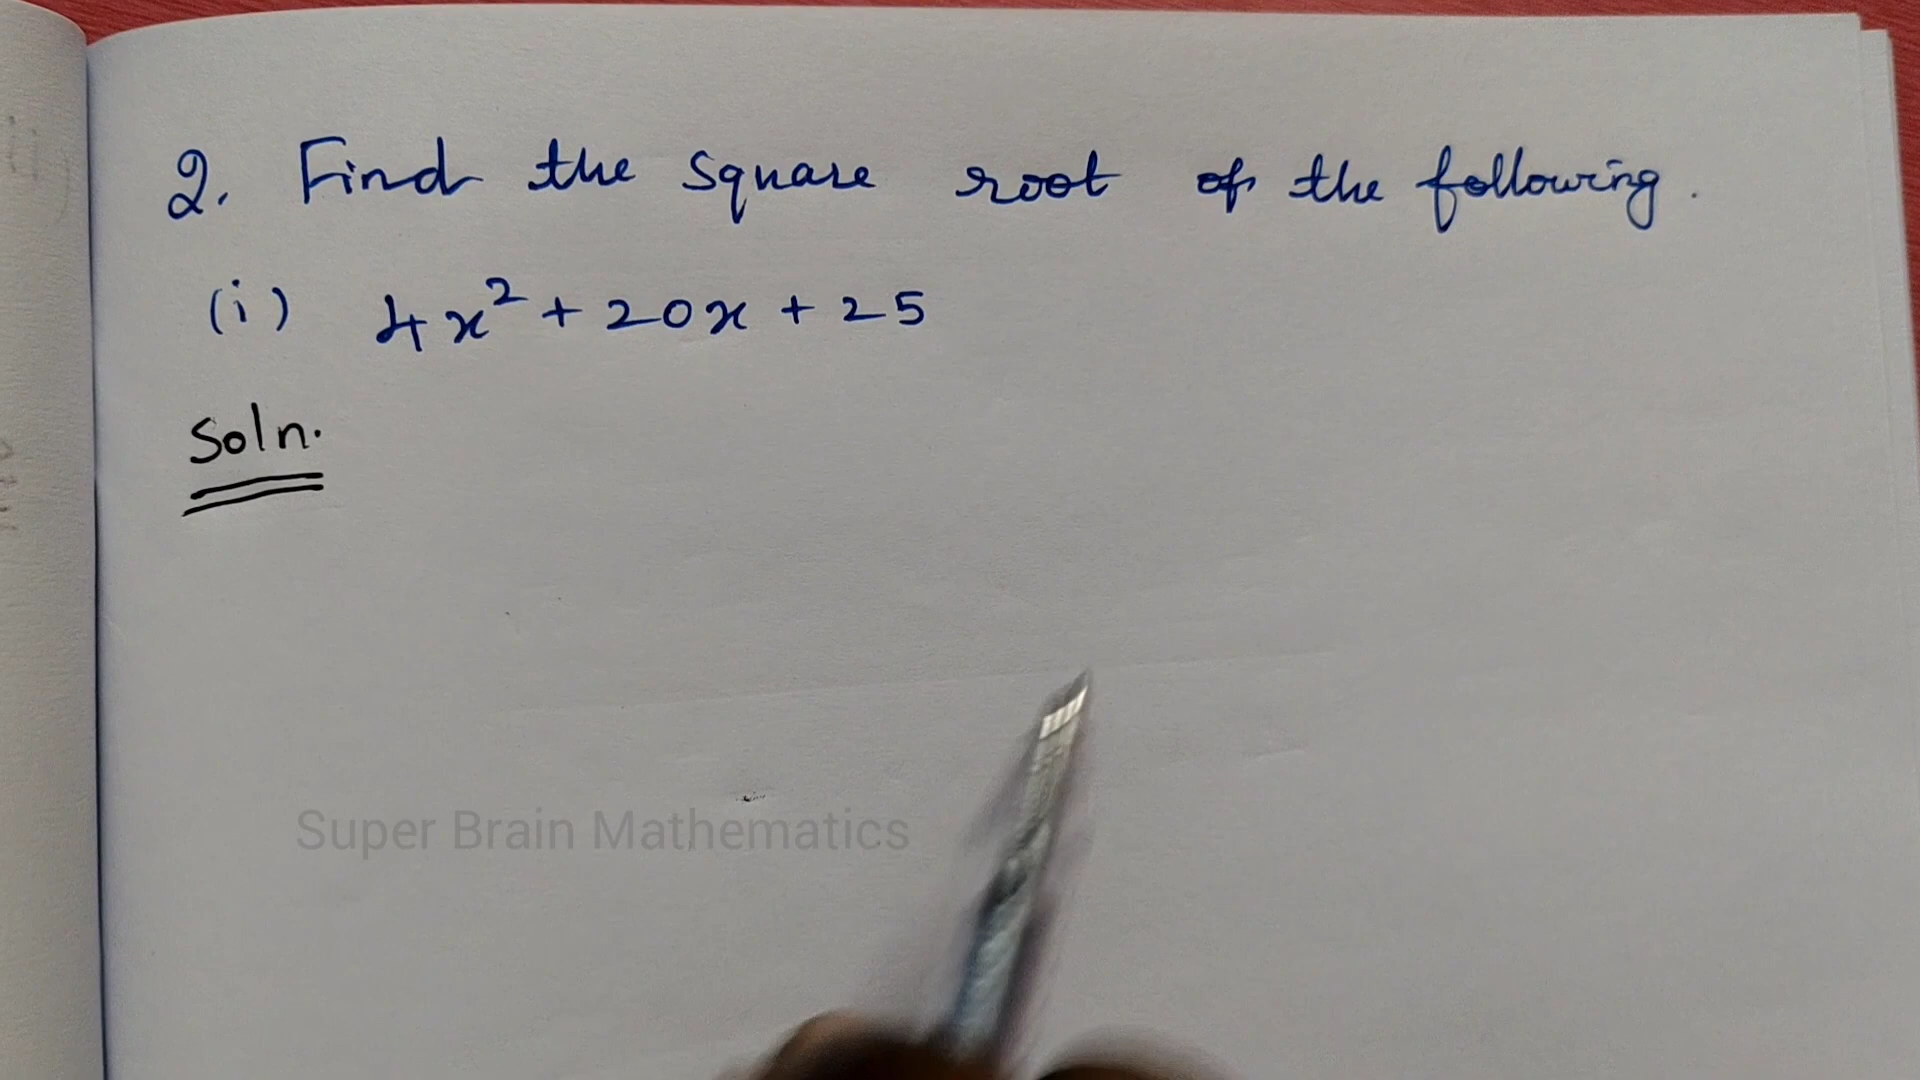 2. Find the square root of the following.
(i) 4x² + 20x + 25
Soln.
Super Brain Mathematics